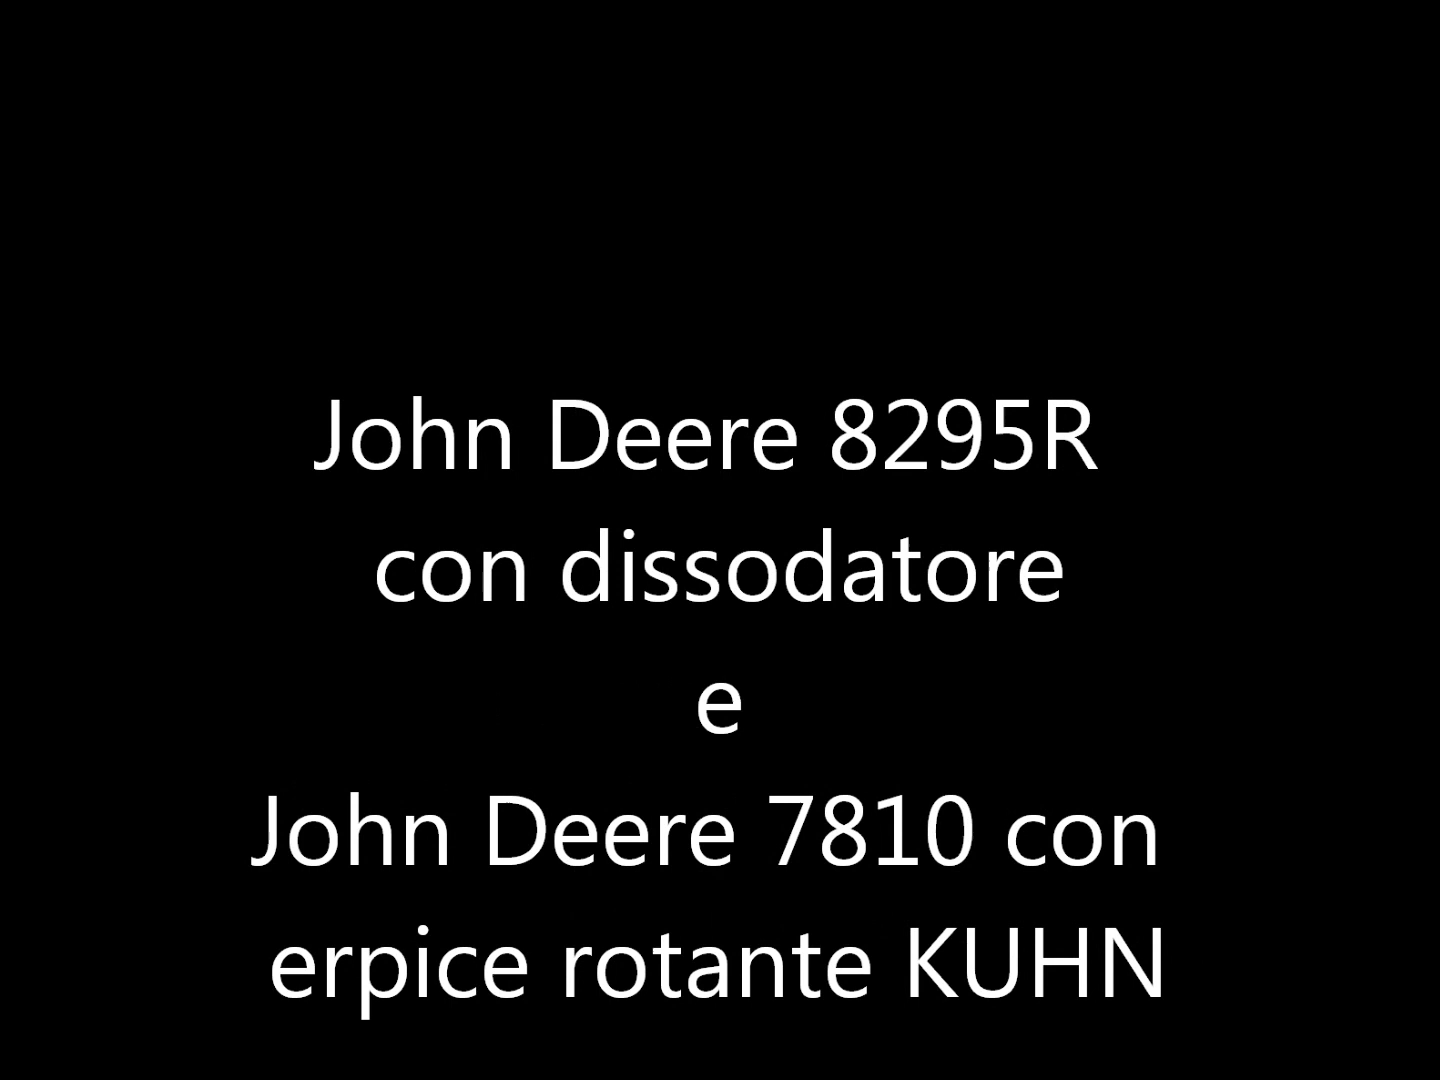 John Deere 8295R
con dissodatore
e
John Deere 7810 con
erpice rotante KUHN